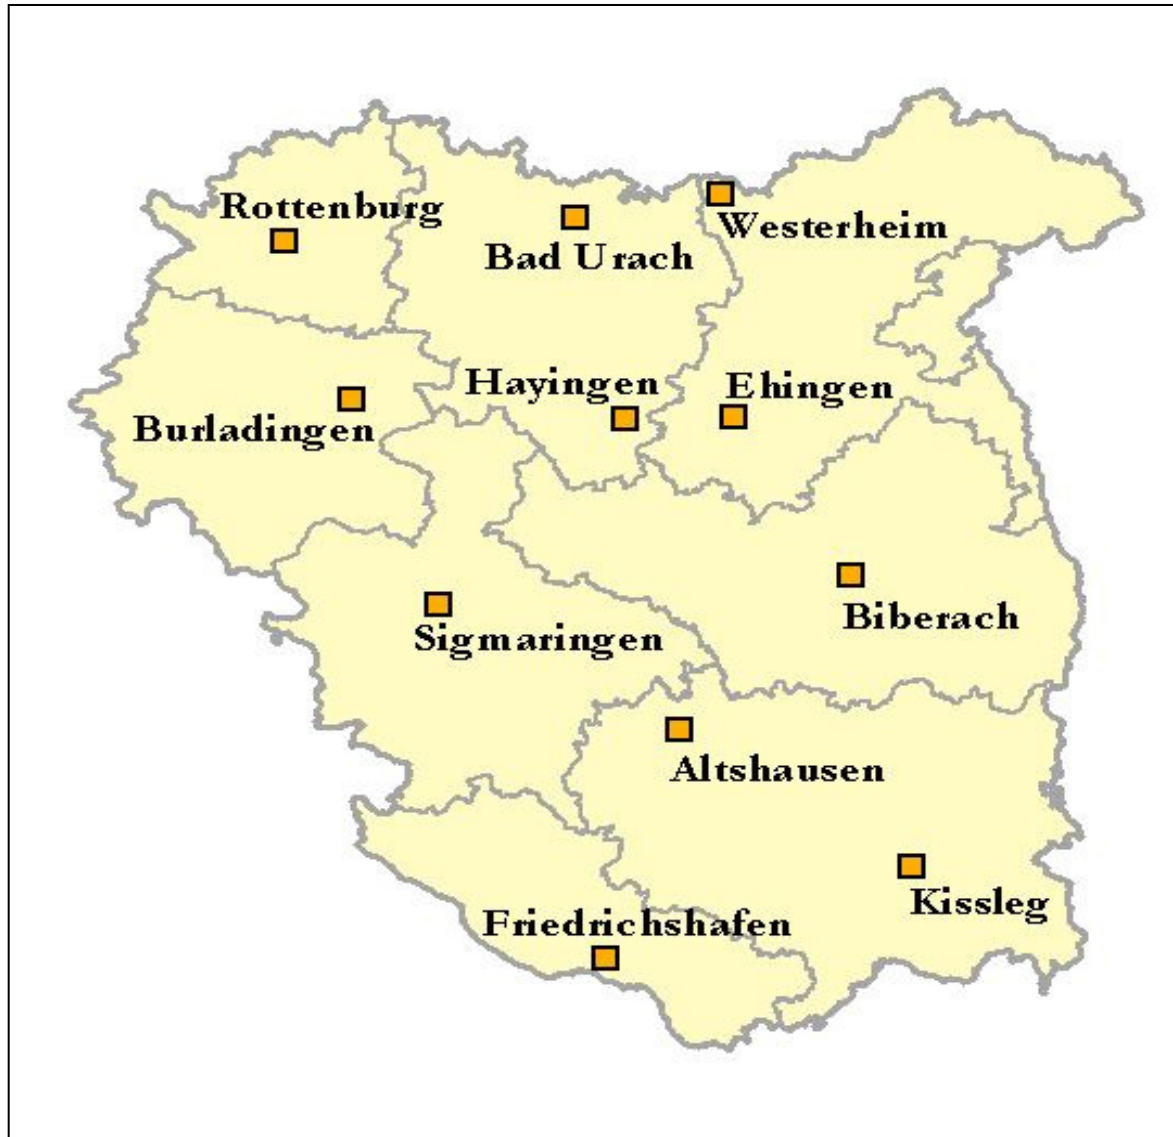 Rottenburg
Westerheim
Bad Urach
Hayingen
Ehingen
Burladingen
Biberach
Sigmaringen
Altshausen
Kissleg
Friedrichshafen